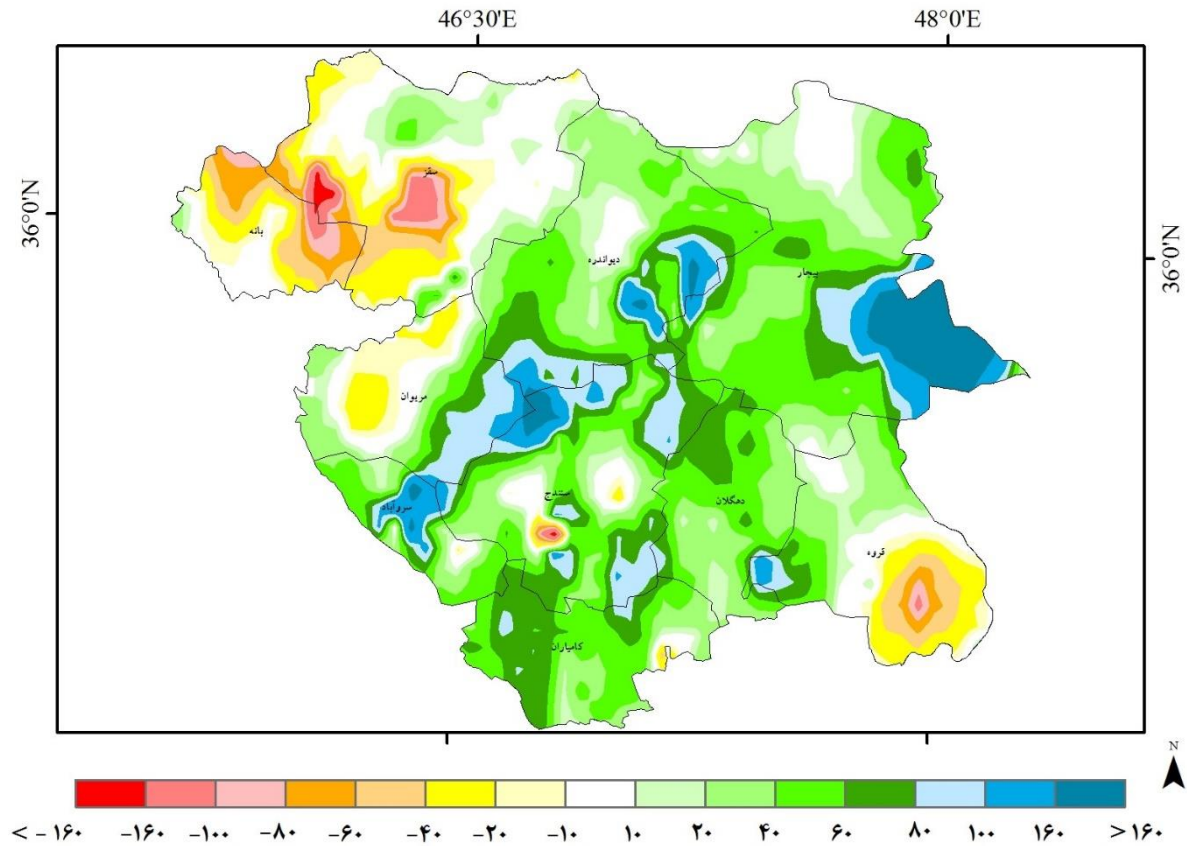 46°30'E 48°0'E
36°0'N
36°0'N
سقز
بانه
دیواندره
بیجار
مریوان
سنندج
دهگلان
سروآباد
قروه
کامیاران
N
< -۱۶۰ -۱۶۰ -۱۰۰ -۸۰ -۶۰ -۴۰ -۲۰ -۱۰ ۱۰ ۲۰ ۴۰ ۶۰ ۸۰ ۱۰۰ ۱۶۰ > ۱۶۰